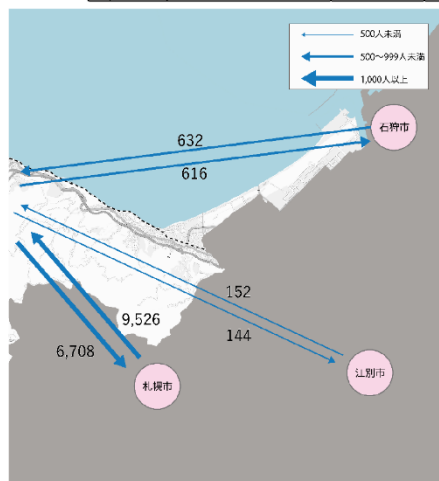 500人未満
500～999人未満
1,000人以上
石狩市
632
616
152
144
9,526
6,708
札幌市
江別市